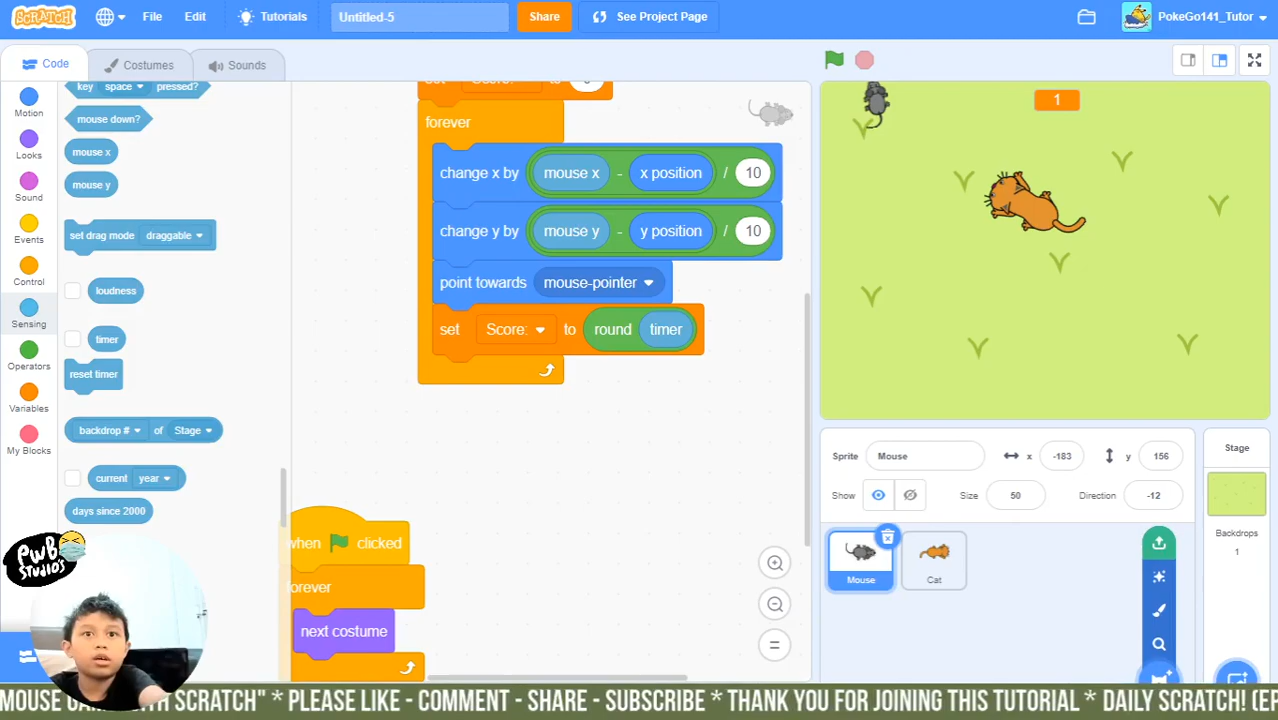 SCRATCH
File
Edit
Tutorials
Untitled-5
Share
See Project Page
PokeGo141_Tutor
Code
Costumes
Sounds
Motion
Looks
Sound
Events
Control
Sensing
Operators
Variables
My Blocks
key space pressed?
mouse down?
mouse x
mouse y
set drag mode draggable
loudness
timer
reset timer
backdrop # of Stage
current year
days since 2000
forever
change x by mouse x - x position / 10
change y by mouse y - y position / 10
point towards mouse-pointer
set Score: to round timer
when clicked
forever
next costume
1
Sprite Mouse x -183 y 156
Show Size 50 Direction -12
Mouse
Cat
Stage
Backdrops
1
PWB
STUDIO'S
SCRATCH" * PLEASE LIKE - COMMENT - SHARE - SUBSCRIBE * THANK YOU FOR JOINING THIS TUTORIAL * DAILY SCRATCH! (EP